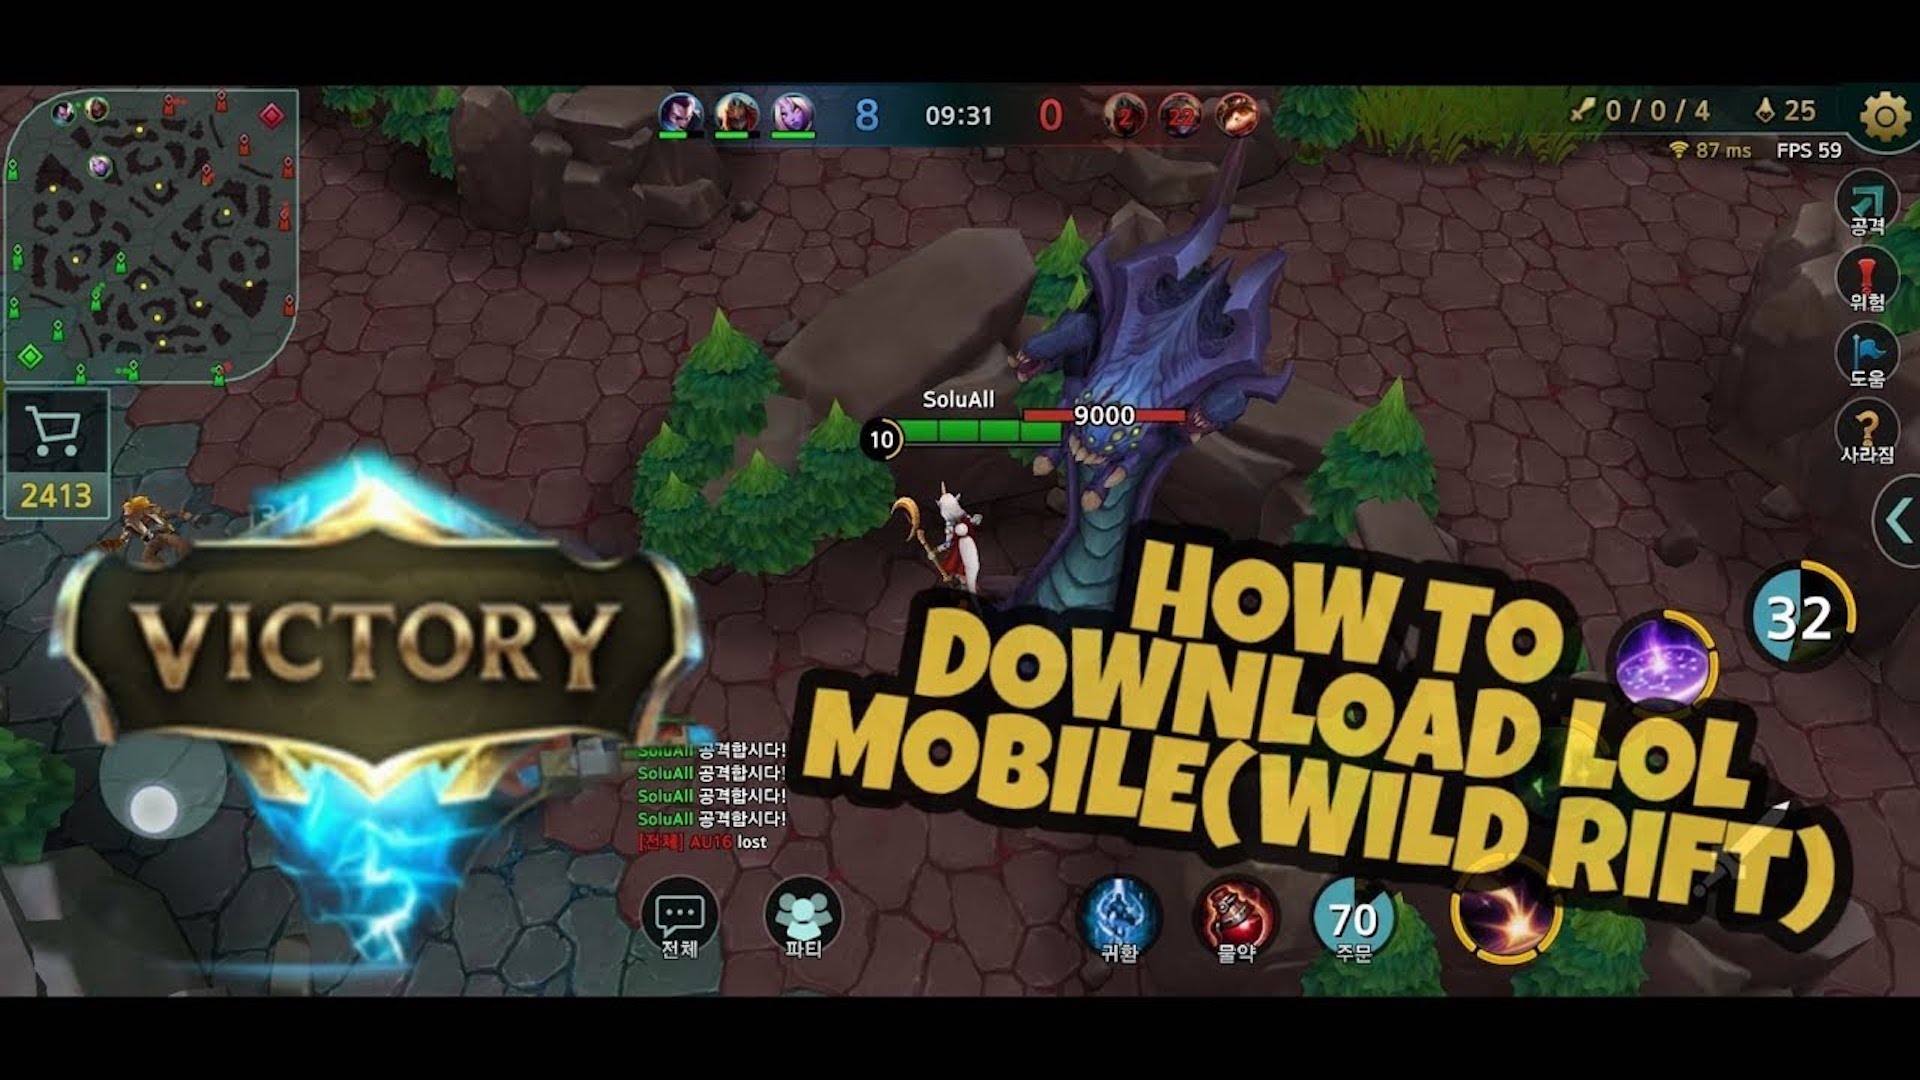 8 09:31 0
2 22
0 / 0 / 4 25
87 ms FPS 59
공격
위험
도움
사라짐
2413
SoluAll
10
9000
VICTORY
HOW TO
DOWNLOAD LOL
MOBILE(WILD RIFT)
32
SoluAll 공격합시다!
SoluAll 공격합시다!
SoluAll 공격합시다!
SoluAll 공격합시다!
[전체] AU16 lost
전체
파티
귀환
물약
70
주문